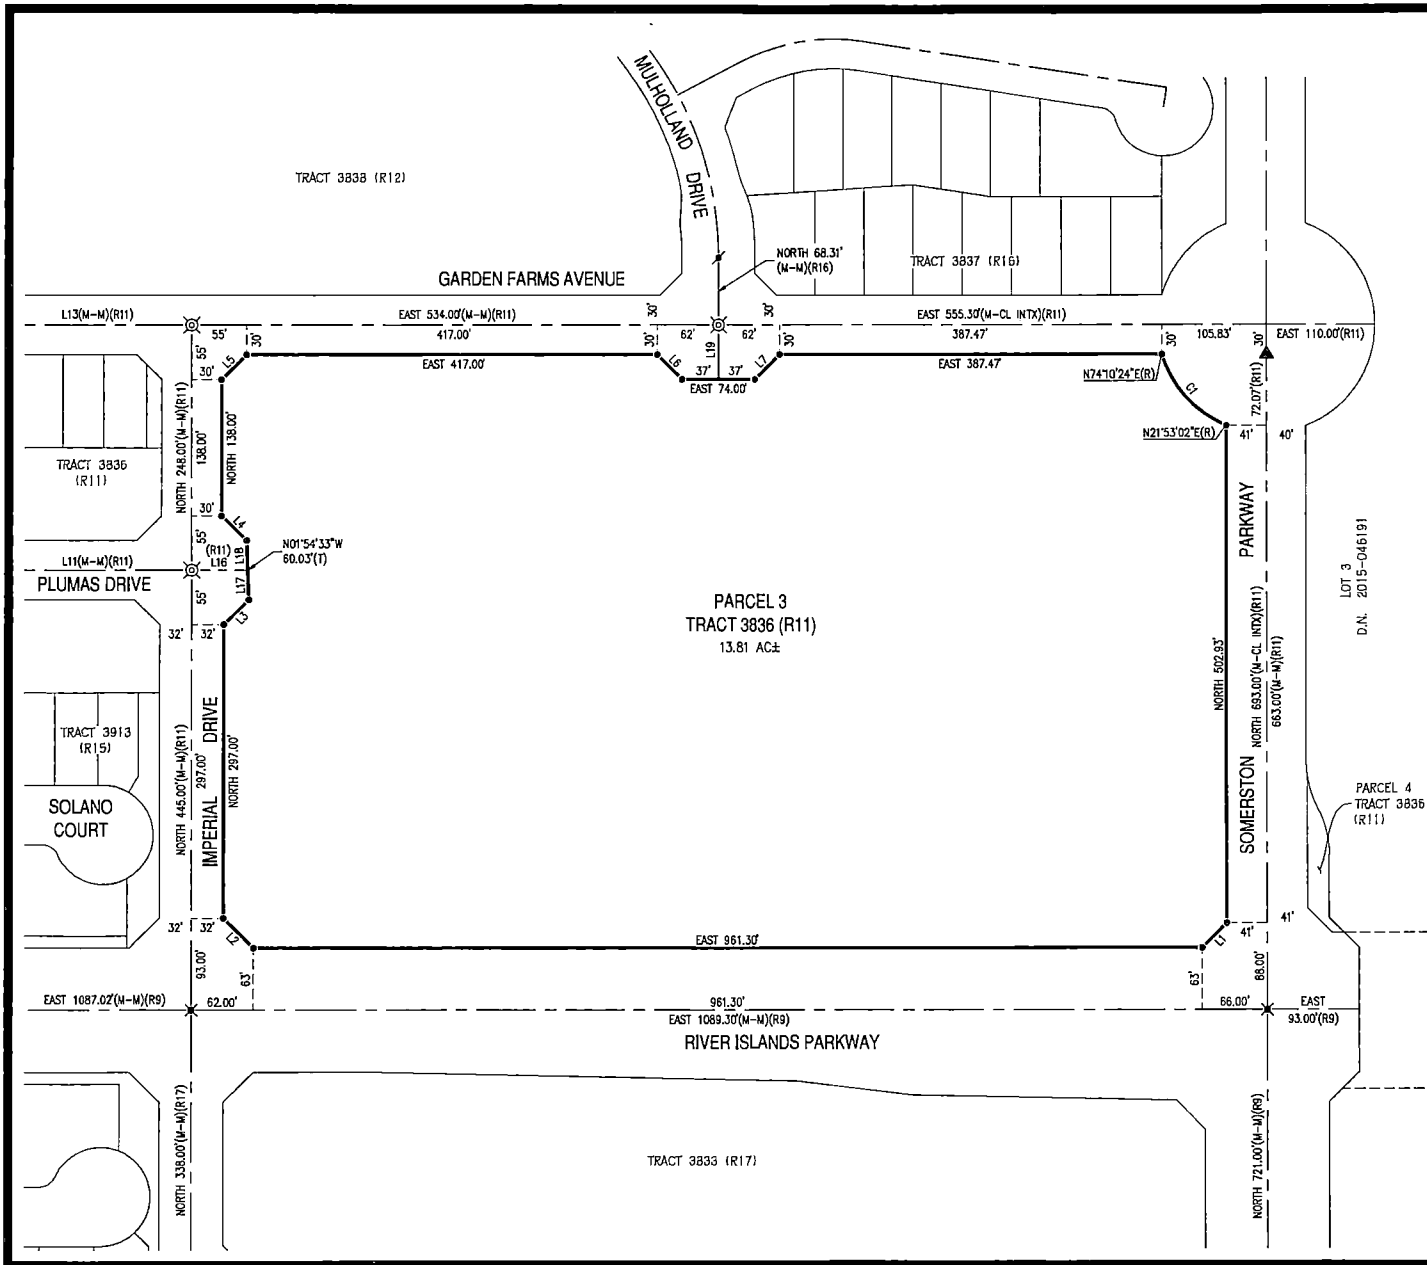 MULHOLLAND DRIVE
TRACT 3838 (R12)
NORTH 68.31'
(M-M)(R16)
TRACT 3837 (R16)
GARDEN FARMS AVENUE
L13(M-M)(R11)
EAST 534.00'(M-M)(R11)
EAST 555.30'(M-CL INTX)(R11)
55'
417.00'
30'
62'
62'
30'
387.47'
105.83'
EAST 110.00'(R11)
55'
L5
30'
EAST 417.00'
30'
L6
L19
L7
30'
EAST 387.47'
30'
30'
30'
37'
37'
EAST 74.00'
N74°10'24"E(R)
C1
72.07'(R11)
N21°53'02"E(R)
41'
40'
NORTH 248.00'(M-M)(R11)
138.00'
NORTH 138.00'
TRACT 3836
(R11)
30'
L4
55'
(R11)
L16
L18
N01°54'33"W
60.03'(T)
L11(M-M)(R11)
PLUMAS DRIVE
L17
55'
L3
32'
32'
PARCEL 3
TRACT 3836 (R11)
13.81 AC±
SOMERSTON PARKWAY
NORTH 502.93'
NORTH 693.00'(M-CL INTX)(R11)
663.00'(M-M)(R11)
LOT 3
D.N. 2015-046191
TRACT 3913
(R15)
NORTH 445.00'(M-M)(R11)
297.00'
IMPERIAL DRIVE
NORTH 297.00'
SOLANO
COURT
PARCEL 4
TRACT 3836
(R11)
32'
32'
L2
93.00'
63'
EAST 961.30'
L1
41'
41'
63'
88.00'
EAST 1087.02'(M-M)(R9)
62.00'
961.30'
66.00'
EAST
93.00'(R9)
EAST 1089.30'(M-M)(R9)
RIVER ISLANDS PARKWAY
NORTH 338.00'(M-M)(R17)
TRACT 3833 (R17)
NORTH 721.00'(M-M)(R9)